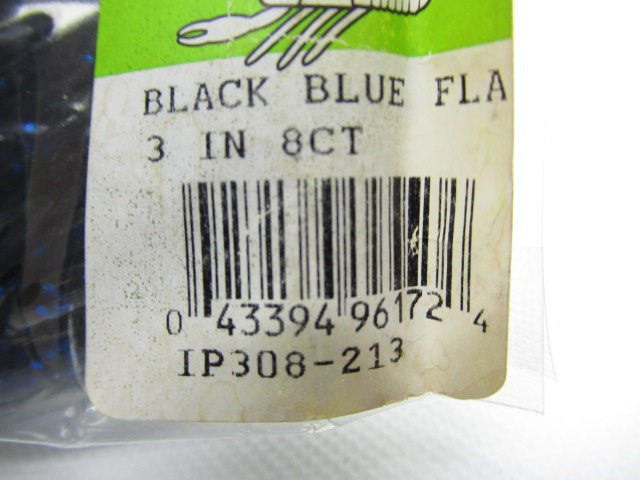 BLACK BLUE FLA
3 IN 8CT
0 43394 96172 4
IP308-213